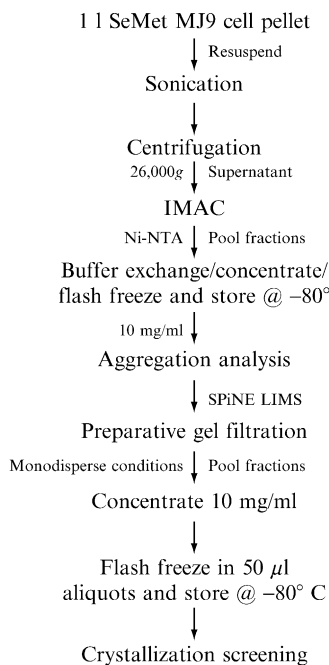 1 l SeMet MJ9 cell pellet
Resuspend
Sonication
Centrifugation
26,000g Supernatant
IMAC
Ni-NTA Pool fractions
Buffer exchange/concentrate/
flash freeze and store @ −80°
10 mg/ml
Aggregation analysis
SPiNE LIMS
Preparative gel filtration
Monodisperse conditions Pool fractions
Concentrate 10 mg/ml
Flash freeze in 50 μl
aliquots and store @ −80° C
Crystallization screening